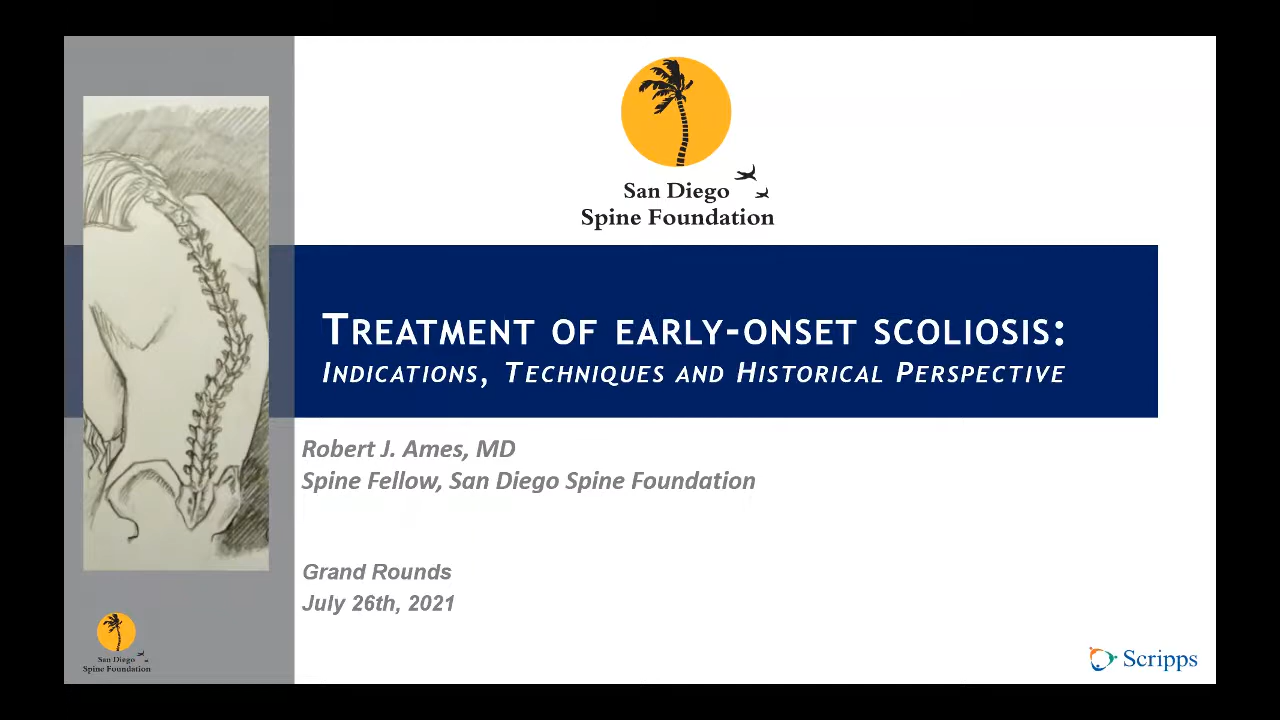 San Diego
Spine Foundation
TREATMENT OF EARLY-ONSET SCOLIOSIS:
INDICATIONS, TECHNIQUES AND HISTORICAL PERSPECTIVE
Robert J. Ames, MD
Spine Fellow, San Diego Spine Foundation
Grand Rounds
July 26th, 2021
San Diego
Spine Foundation
Scripps